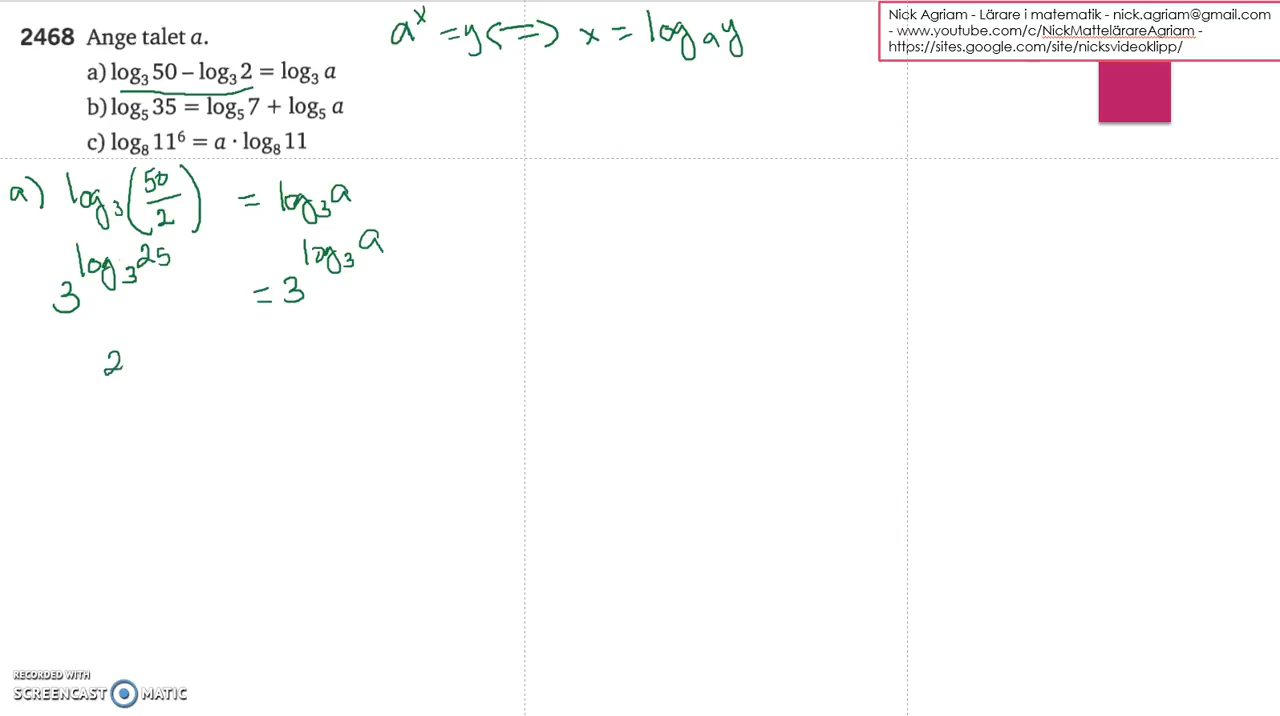 2468 Ange talet a.
a) log₃ 50 – log₃ 2 = log₃ a
b) log₅ 35 = log₅ 7 + log₅ a
c) log₈ 11⁶ = a · log₈ 11
aˣ = y <=> x = logₐ y
Nick Agriam - Lärare i matematik - nick.agriam@gmail.com
- www.youtube.com/c/NickMattelärareAgriam -
https://sites.google.com/site/nicksvideoklipp/
a) log₃ (50/2) = log₃ a
3^(log₃ 25) = 3^(log₃ a)
2
RECORDED WITH
SCREENCAST MATIC